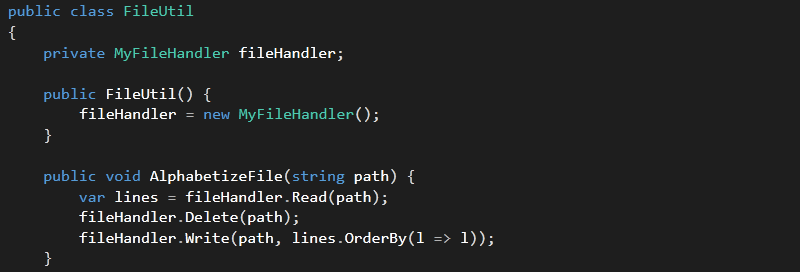 public class FileUtil
{
    private MyFileHandler fileHandler;

    public FileUtil() {
        fileHandler = new MyFileHandler();
    }

    public void AlphabetizeFile(string path) {
        var lines = fileHandler.Read(path);
        fileHandler.Delete(path);
        fileHandler.Write(path, lines.OrderBy(l => l));
    }